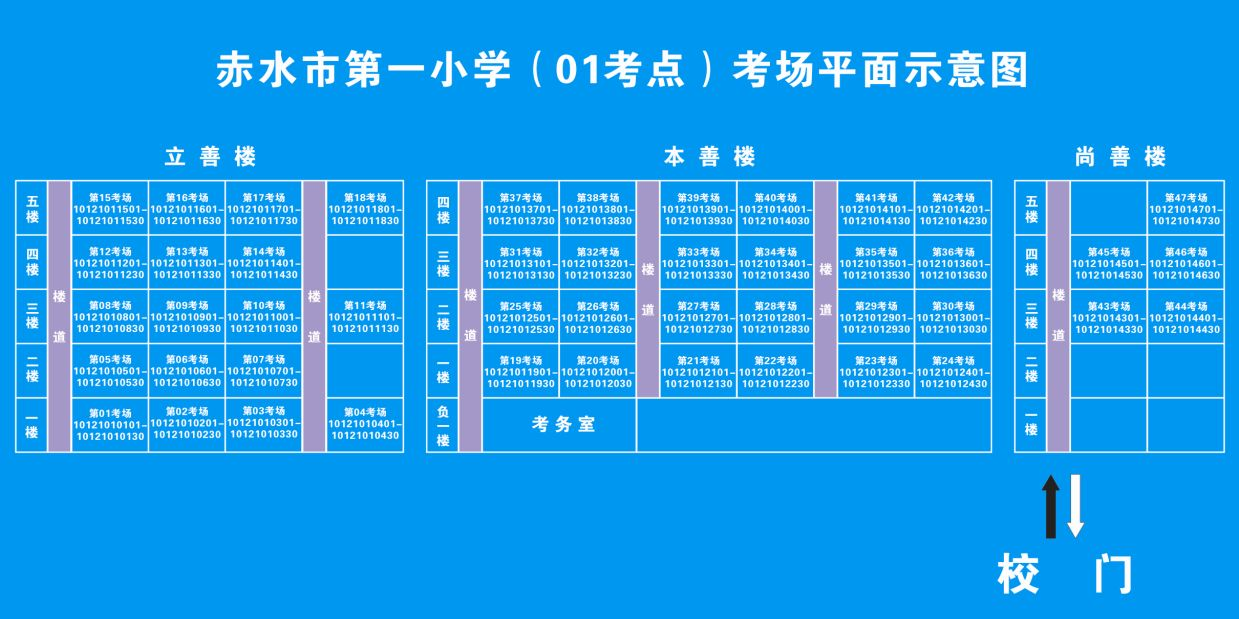 赤水市第一小学（01考点）考场平面示意图
立善楼
五楼
第15考场
10121011501-
10121011530
第16考场
10121011601-
10121011630
第17考场
10121011701-
10121011730
第18考场
10121011801-
10121011830
四楼
第12考场
10121011201-
10121011230
第13考场
10121011301-
10121011330
第14考场
10121011401-
10121011430
三楼
第08考场
10121010801-
10121010830
第09考场
10121010901-
10121010930
第10考场
10121011001-
10121011030
第11考场
10121011101-
10121011130
二楼
第05考场
10121010501-
10121010530
第06考场
10121010601-
10121010630
第07考场
10121010701-
10121010730
一楼
第01考场
10121010101-
10121010130
第02考场
10121010201-
10121010230
第03考场
10121010301-
10121010330
第04考场
10121010401-
10121010430
楼道
楼道
本善楼
四楼
第37考场
10121013701-
10121013730
第38考场
10121013801-
10121013830
第39考场
10121013901-
10121013930
第40考场
10121014001-
10121014030
第41考场
10121014101-
10121014130
第42考场
10121014201-
10121014230
三楼
第31考场
10121013101-
10121013130
第32考场
10121013201-
10121013230
第33考场
10121013301-
10121013330
第34考场
10121013401-
10121013430
第35考场
10121013501-
10121013530
第36考场
10121013601-
10121013630
二楼
第25考场
10121012501-
10121012530
第26考场
10121012601-
10121012630
第27考场
10121012701-
10121012730
第28考场
10121012801-
10121012830
第29考场
10121012901-
10121012930
第30考场
10121013001-
10121013030
一楼
第19考场
10121011901-
10121011930
第20考场
10121012001-
10121012030
第21考场
10121012101-
10121012130
第22考场
10121012201-
10121012230
第23考场
10121012301-
10121012330
第24考场
10121012401-
10121012430
负一楼
考务室
楼道
楼道
楼道
尚善楼
五楼
第47考场
10121014701-
10121014730
四楼
第45考场
10121014501-
10121014530
第46考场
10121014601-
10121014630
三楼
第43考场
10121014301-
10121014330
第44考场
10121014401-
10121014430
二楼
一楼
楼道
校门